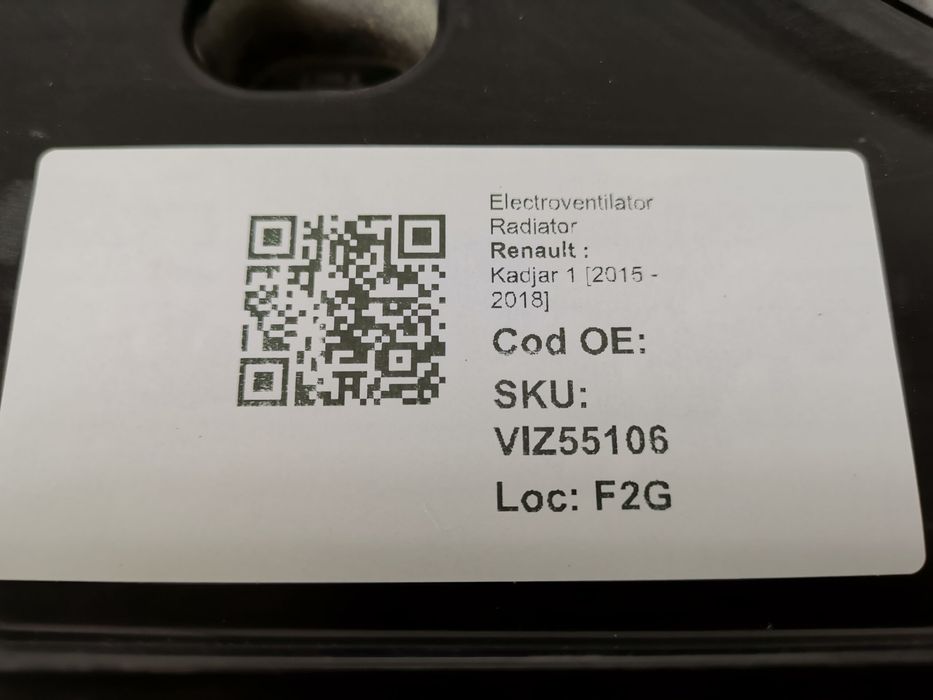 Electroventilator
Radiator
Renault :
Kadjar 1 [2015 -
2018]
Cod OE:
SKU:
VIZ55106
Loc: F2G